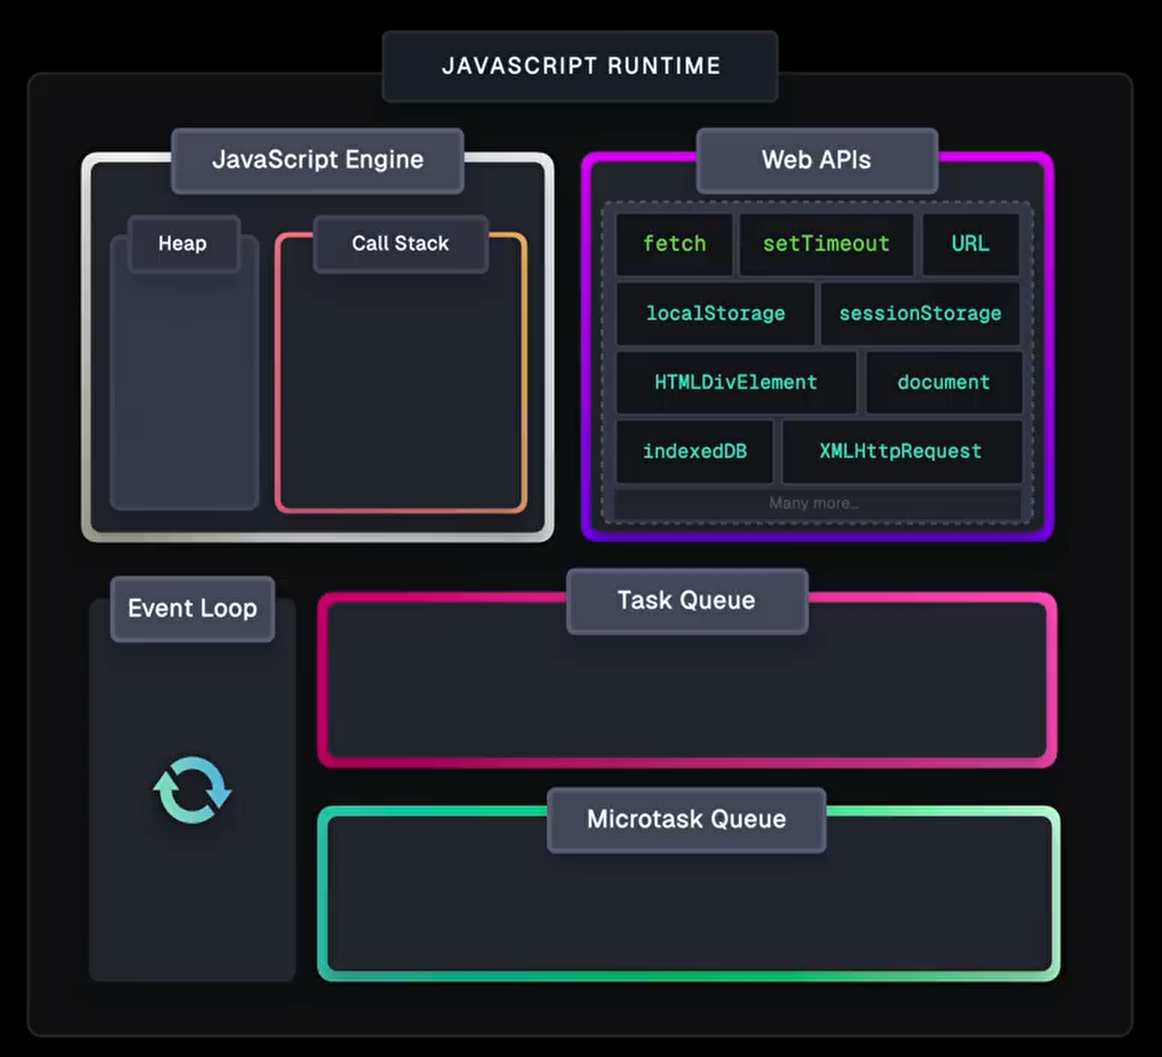 JAVASCRIPT RUNTIME
JavaScript Engine
Heap
Call Stack
Web APIs
fetch
setTimeout
URL
localStorage
sessionStorage
HTMLDivElement
document
indexedDB
XMLHttpRequest
Many more…
Event Loop
Task Queue
Microtask Queue